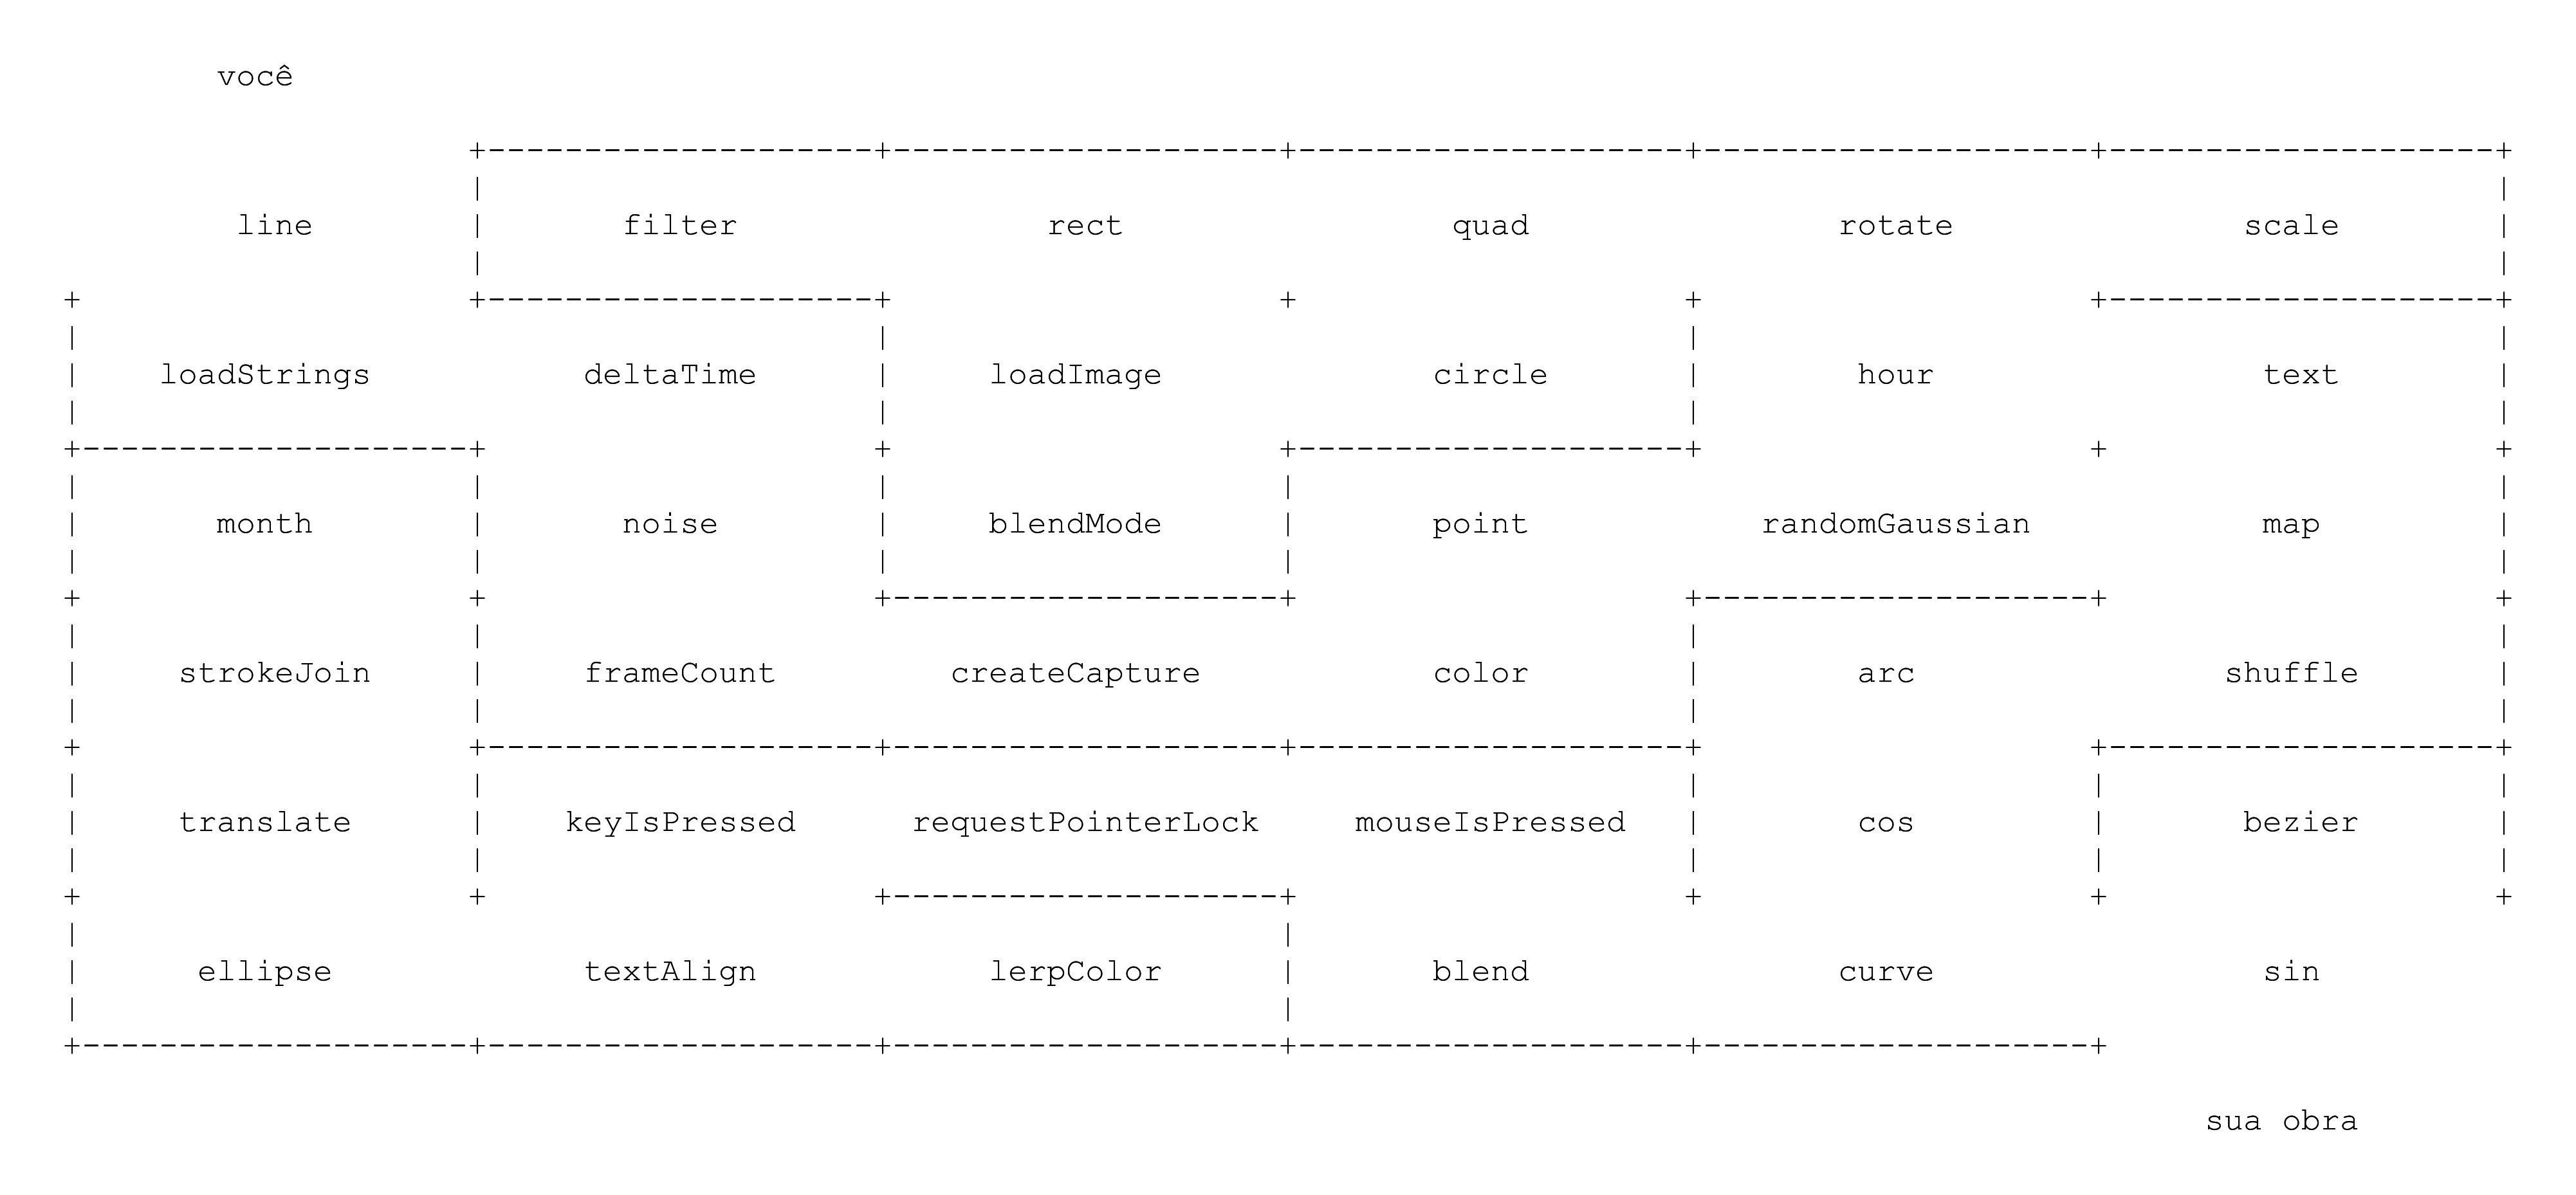 você
line filter rect quad rotate scale
loadStrings deltaTime loadImage circle hour text
month noise blendMode point randomGaussian map
strokeJoin frameCount createCapture color arc shuffle
translate keyIsPressed requestPointerLock mouseIsPressed cos bezier
ellipse textAlign lerpColor blend curve sin
sua obra